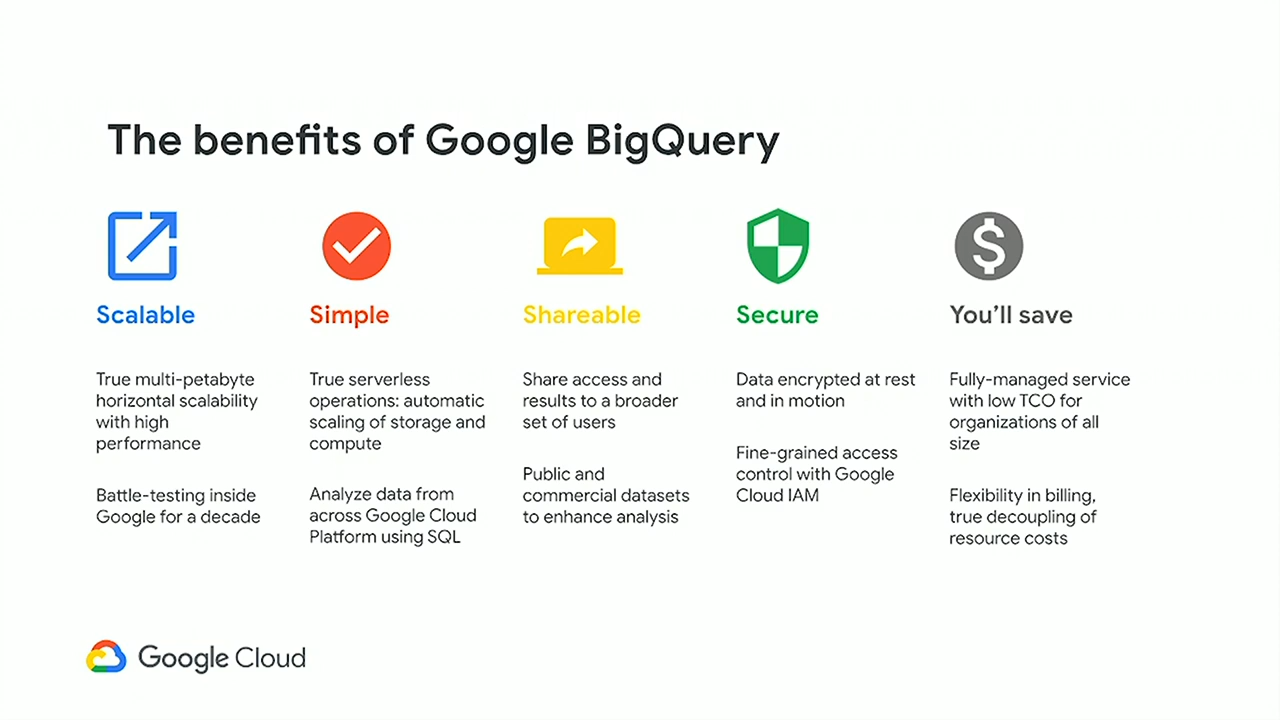 The benefits of Google BigQuery
Scalable
True multi-petabyte
horizontal scalability
with high
performance
Battle-testing inside
Google for a decade
Simple
True serverless
operations: automatic
scaling of storage and
compute
Analyze data from
across Google Cloud
Platform using SQL
Shareable
Share access and
results to a broader
set of users
Public and
commercial datasets
to enhance analysis
Secure
Data encrypted at rest
and in motion
Fine-grained access
control with Google
Cloud IAM
$
You’ll save
Fully-managed service
with low TCO for
organizations of all
size
Flexibility in billing,
true decoupling of
resource costs
Google Cloud